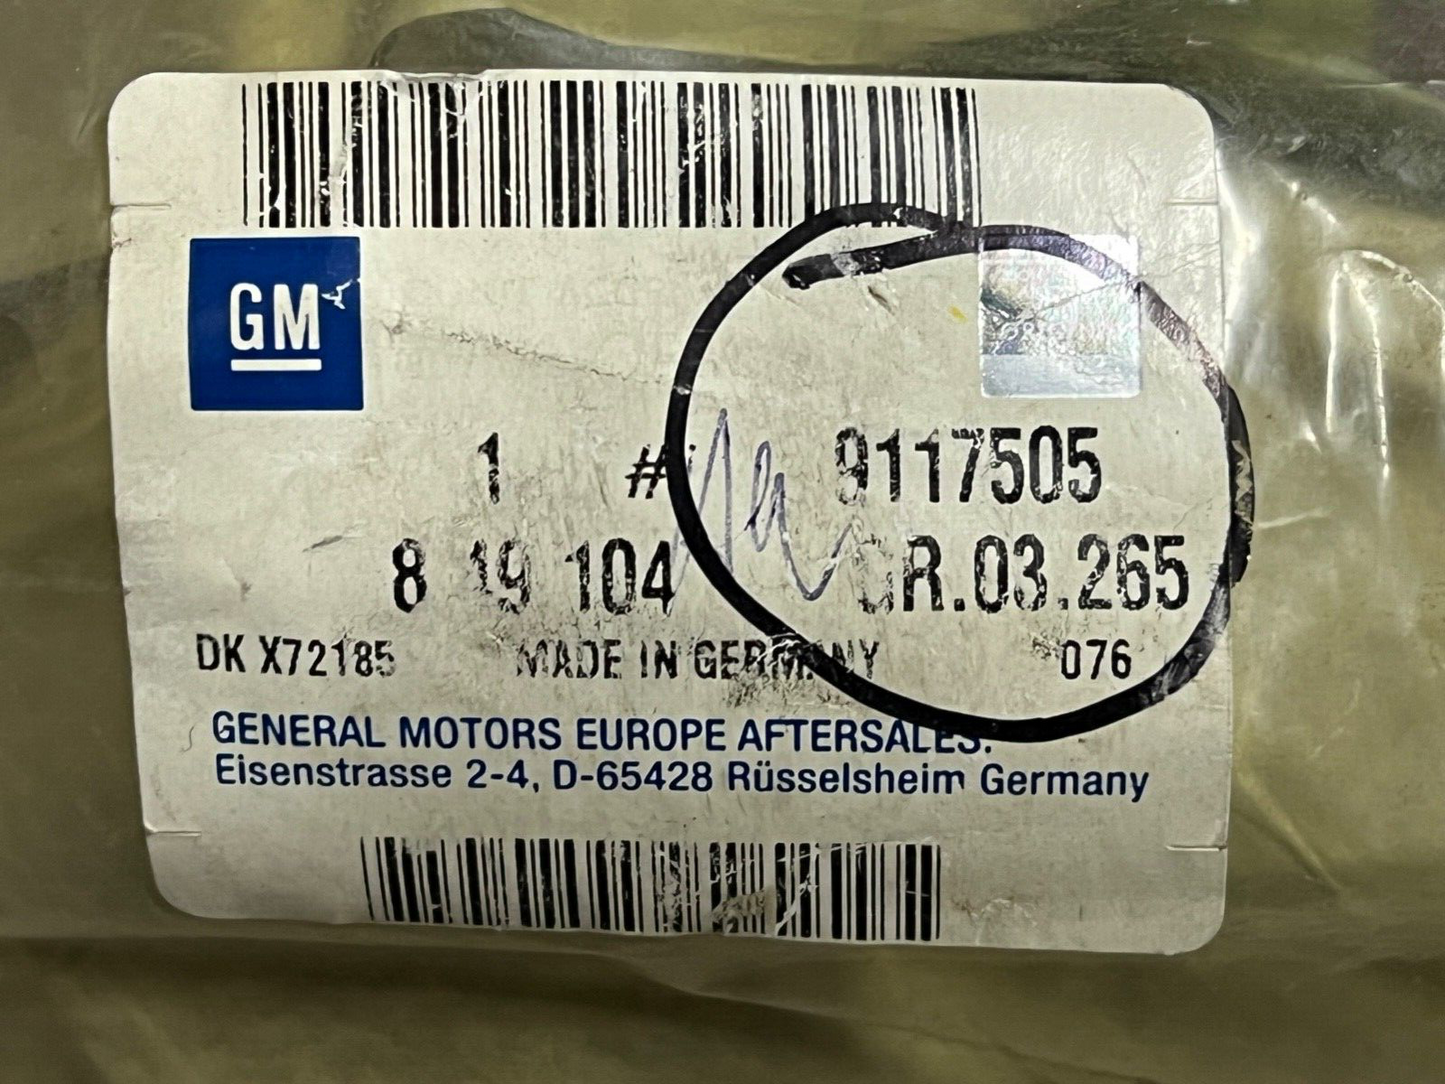 GM
1 # 9117505
8 19 104 GR.03.265
DK X72185 MADE IN GERMANY 076
GENERAL MOTORS EUROPE AFTERSALES.
Eisenstrasse 2-4, D-65428 Rüsselsheim Germany